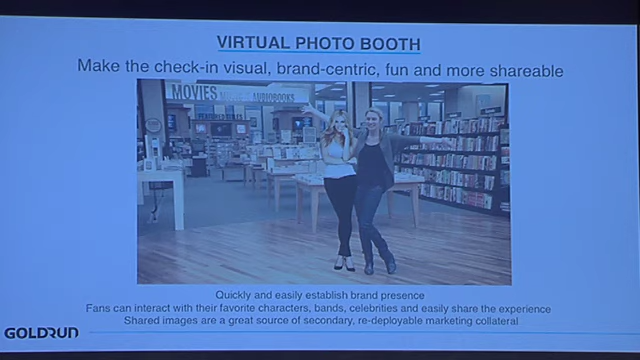 VIRTUAL PHOTO BOOTH
Make the check-in visual, brand-centric, fun and more shareable
MOVIES
AUDIOBOOKS
Quickly and easily establish brand presence
Fans can interact with their favorite characters, bands, celebrities and easily share the experience
Shared images are a great source of secondary, re-deployable marketing collateral
GOLDRUN